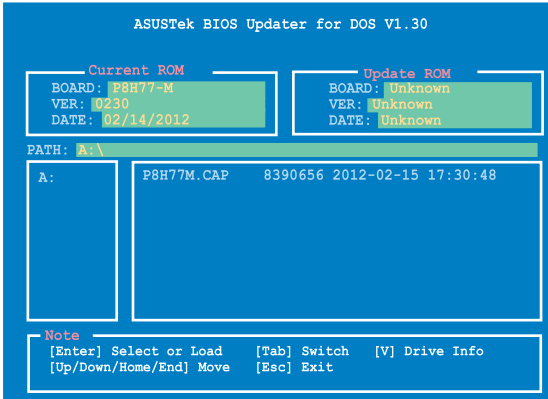 ASUSTek BIOS Updater for DOS V1.30
Current ROM
BOARD: P8H77-M
VER: 0230
DATE: 02/14/2012
Update ROM
BOARD: Unknown
VER: Unknown
DATE: Unknown
PATH: A:\
A:
P8H77M.CAP 8390656 2012-02-15 17:30:48
Note
[Enter] Select or Load [Tab] Switch [V] Drive Info
[Up/Down/Home/End] Move [Esc] Exit